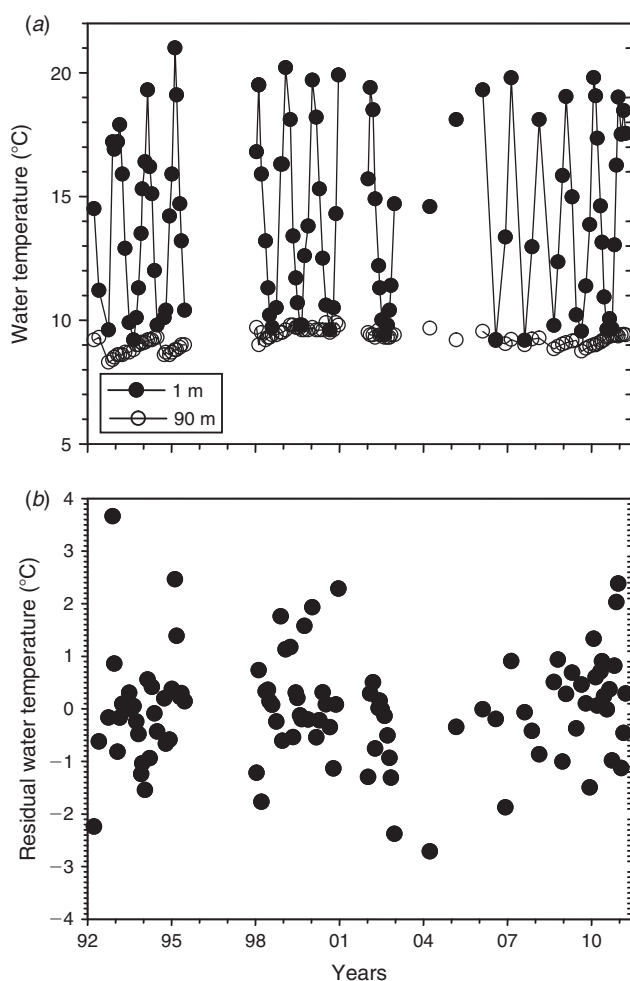 (a)
20
15
10
5
Water temperature (°C)
1 m
90 m
(b)
4
3
2
1
0
−1
−2
−3
−4
Residual water temperature (°C)
92 95 98 01 04 07 10
Years